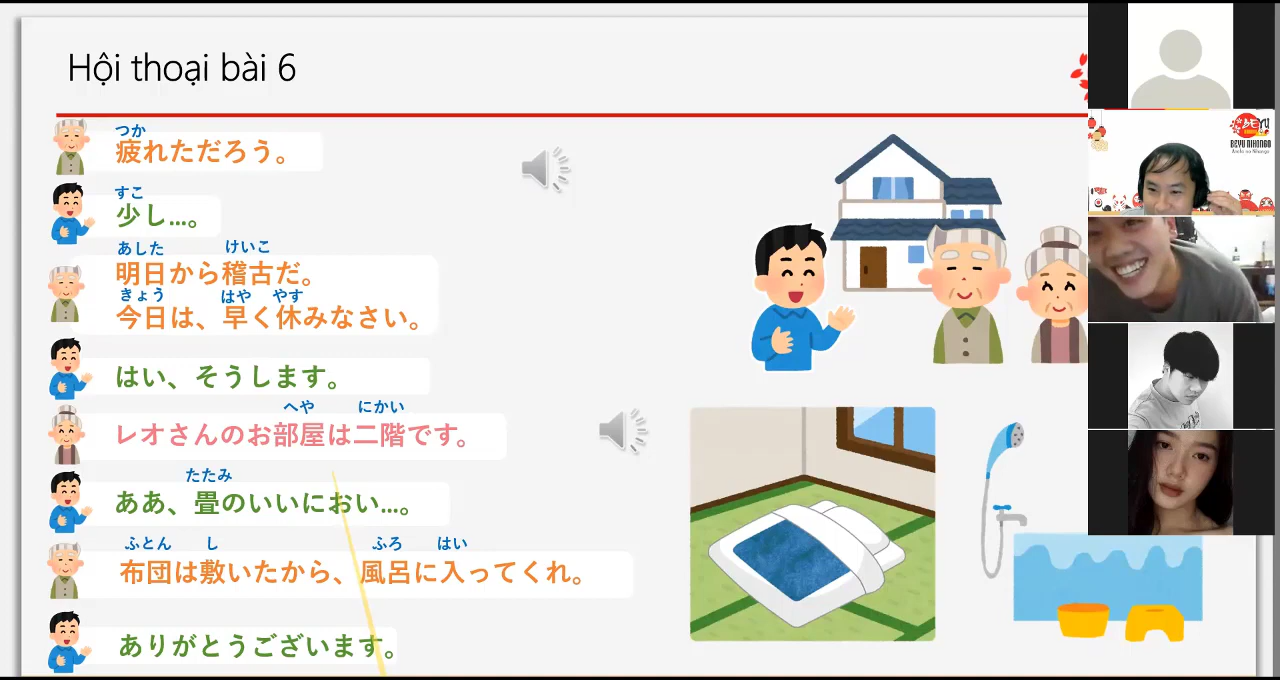 Hội thoại bài 6
つか
疲れただろう。
すこ
少し...。
あした けいこ
明日から稽古だ。
きょう はや やす
今日は、早く休みなさい。
はい、そうします。
へや にかい
レオさんのお部屋は二階です。
たたみ
ああ、畳のいいにおい...。
ふとん し ふろ はい
布団は敷いたから、風呂に入ってくれ。
ありがとうございます。
BEYU
BEYU NIHONGO